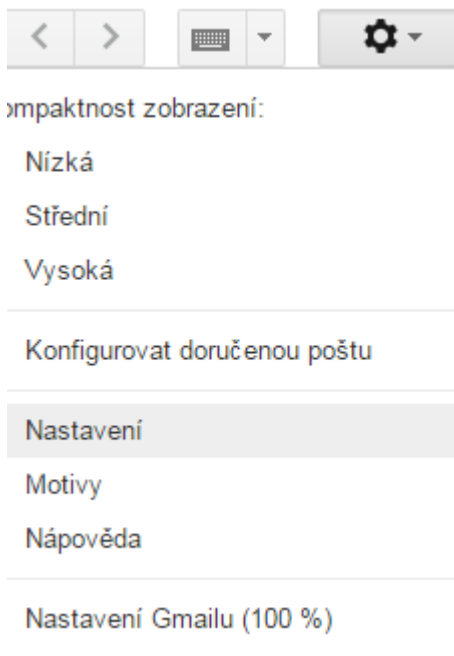 ompaktnost zobrazení:
Nízká
Střední
Vysoká
Konfigurovat doručenou poštu
Nastavení
Motivy
Nápověda
Nastavení Gmailu (100 %)